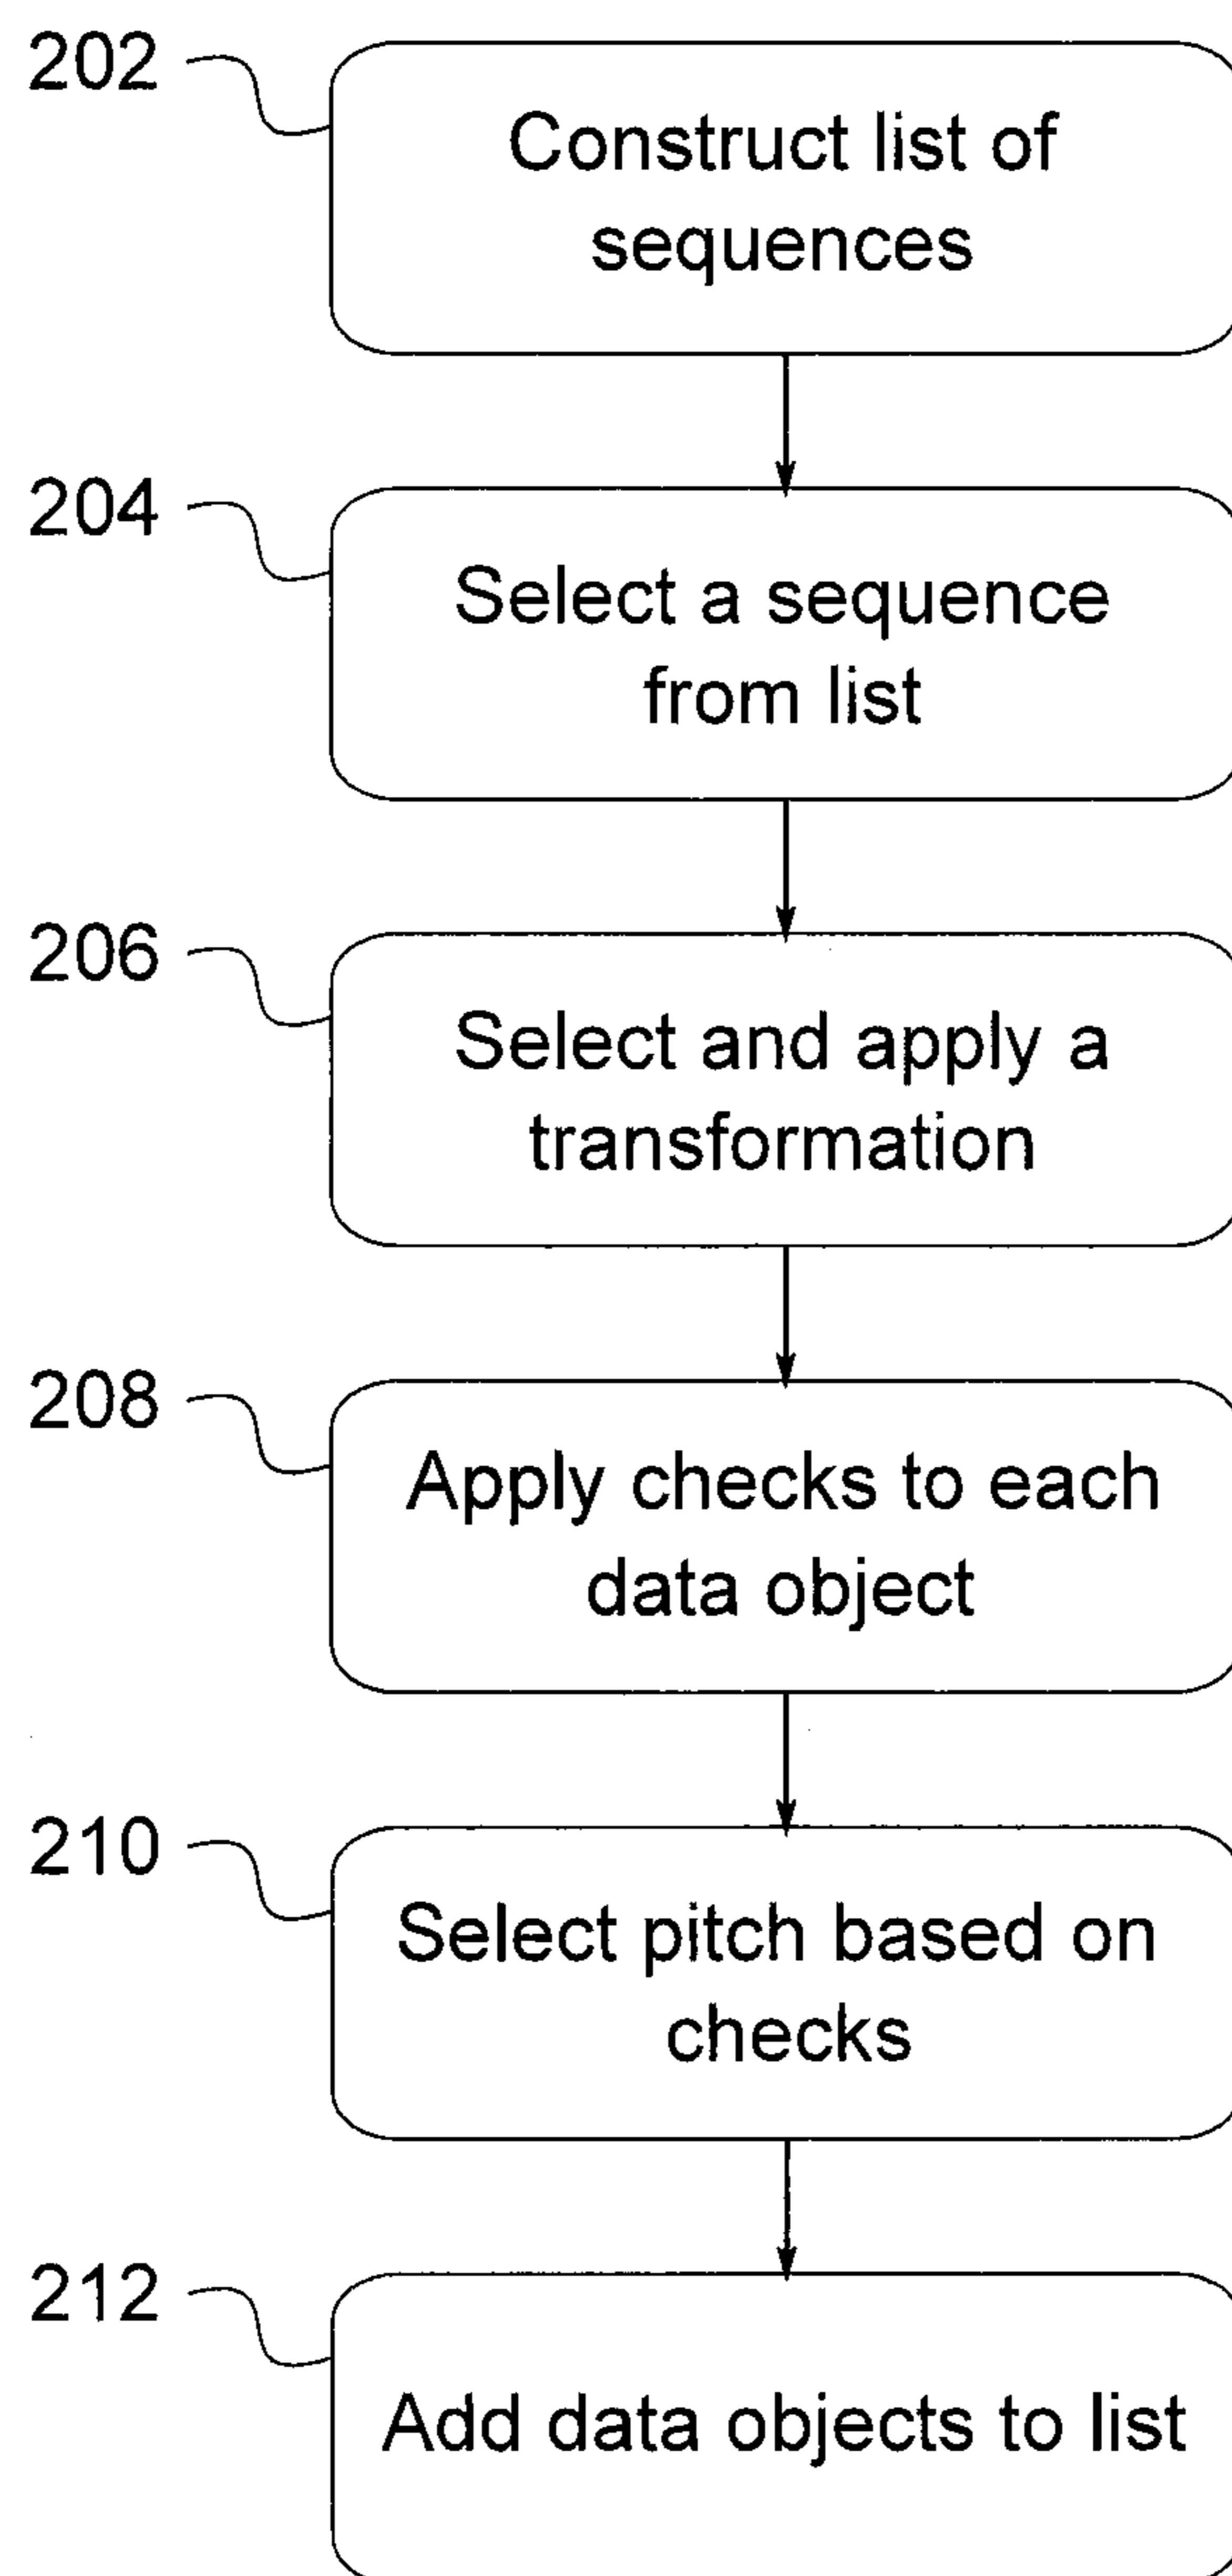 202
Construct list of
sequences
204
Select a sequence
from list
206
Select and apply a
transformation
208
Apply checks to each
data object
210
Select pitch based on
checks
212
Add data objects to list